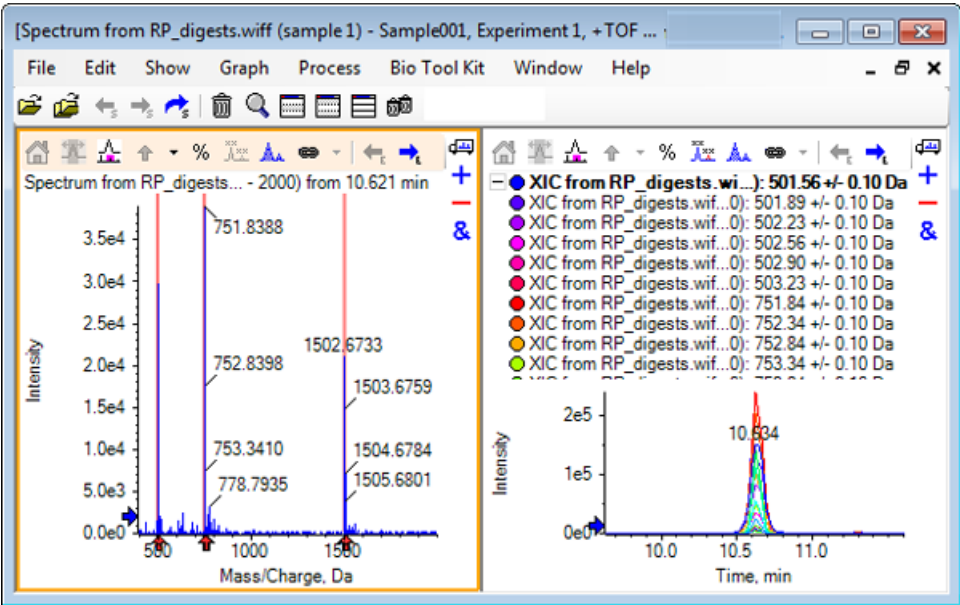 [Spectrum from RP_digests.wiff (sample 1) - Sample001, Experiment 1, +TOF ...
File Edit Show Graph Process Bio Tool Kit Window Help
%
Spectrum from RP_digests... - 2000) from 10.621 min
751.8388
3.5e4
3.0e4
2.5e4
1502.6733
2.0e4
752.8398
1503.6759
1.5e4
1.0e4
753.3410
1504.6784
778.7935
1505.6801
5.0e3
0.0e0
500 1000 1500
Intensity
Mass/Charge, Da
&
%
XIC from RP_digests.wi...): 501.56 +/- 0.10 Da
XIC from RP_digests.wif...0): 501.89 +/- 0.10 Da
XIC from RP_digests.wif...0): 502.23 +/- 0.10 Da
XIC from RP_digests.wif...0): 502.56 +/- 0.10 Da
XIC from RP_digests.wif...0): 502.90 +/- 0.10 Da
XIC from RP_digests.wif...0): 503.23 +/- 0.10 Da
XIC from RP_digests.wif...0): 751.84 +/- 0.10 Da
XIC from RP_digests.wif...0): 752.34 +/- 0.10 Da
XIC from RP_digests.wif...0): 752.84 +/- 0.10 Da
XIC from RP_digests.wif...0): 753.34 +/- 0.10 Da
&
2e5
10.634
1e5
0e0
10.0 10.5 11.0
Intensity
Time, min